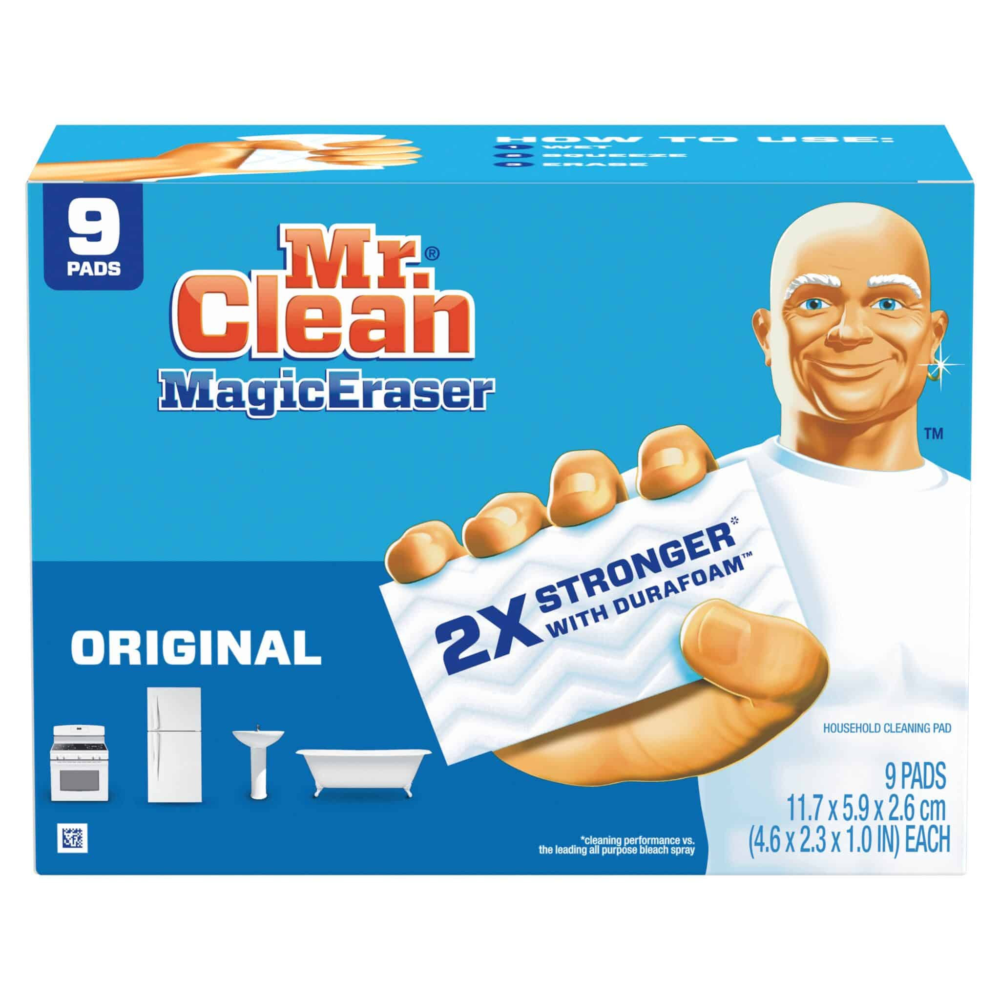 HOW TO USE:
1 WET
2 SQUEEZE
3 ERASE
9
PADS
Mr.®
Clean
MagicEraser
TM
2X STRONGER*
WITH DURAFOAM™
ORIGINAL
HOUSEHOLD CLEANING PAD
9 PADS
11.7 x 5.9 x 2.6 cm
(4.6 x 2.3 x 1.0 IN) EACH
*cleaning performance vs.
the leading all purpose bleach spray